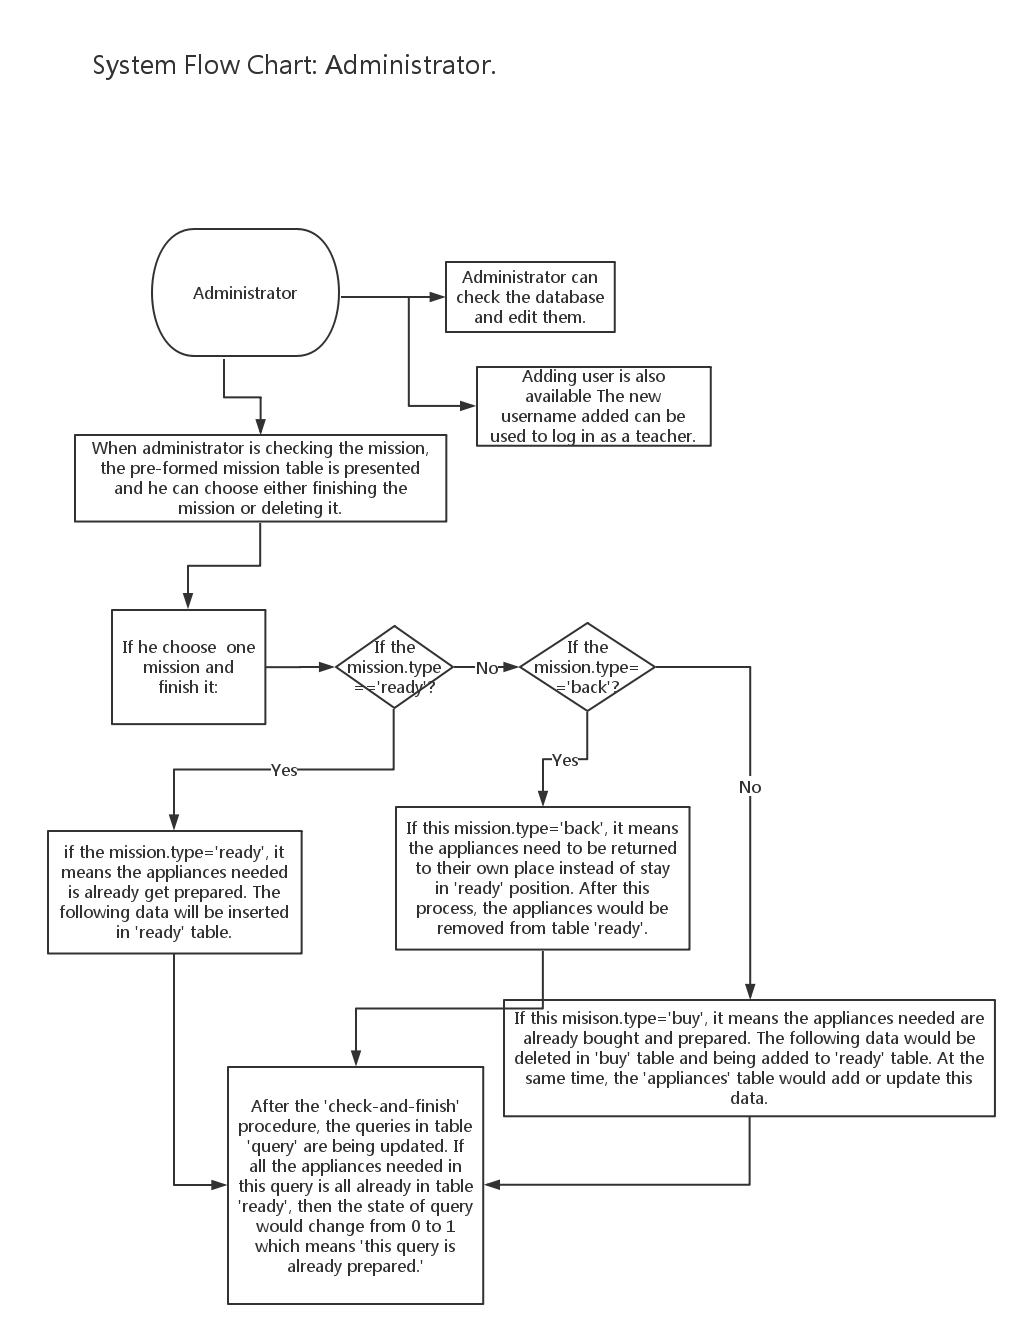 System Flow Chart: Administrator.
Administrator
Administrator can
check the database
and edit them.
Adding user is also
available The new
username added can be
used to log in as a teacher.
When administrator is checking the mission,
the pre-formed mission table is presented
and he can choose either finishing the
mission or deleting it.
If he choose  one
mission and
finish it:
If the
mission.type
=='ready'?
No
If the
mission.type=
='back'?
Yes
Yes
No
if the mission.type='ready', it
means the appliances needed
is already get prepared. The
following data will be inserted
in 'ready' table.
If this mission.type='back', it means
the appliances need to be returned
to their own place instead of stay
in 'ready' position. After this
process, the appliances would be
removed from table 'ready'.
If this misison.type='buy', it means the appliances needed are
already bought and prepared. The following data would be
deleted in 'buy' table and being added to 'ready' table. At the
same time, the 'appliances' table would add or update this
data.
After the 'check-and-finish'
procedure, the queries in table
'query' are being updated. If
all the appliances needed in
this query is all already in table
'ready', then the state of query
would change from 0 to 1
which means 'this query is
already prepared.'